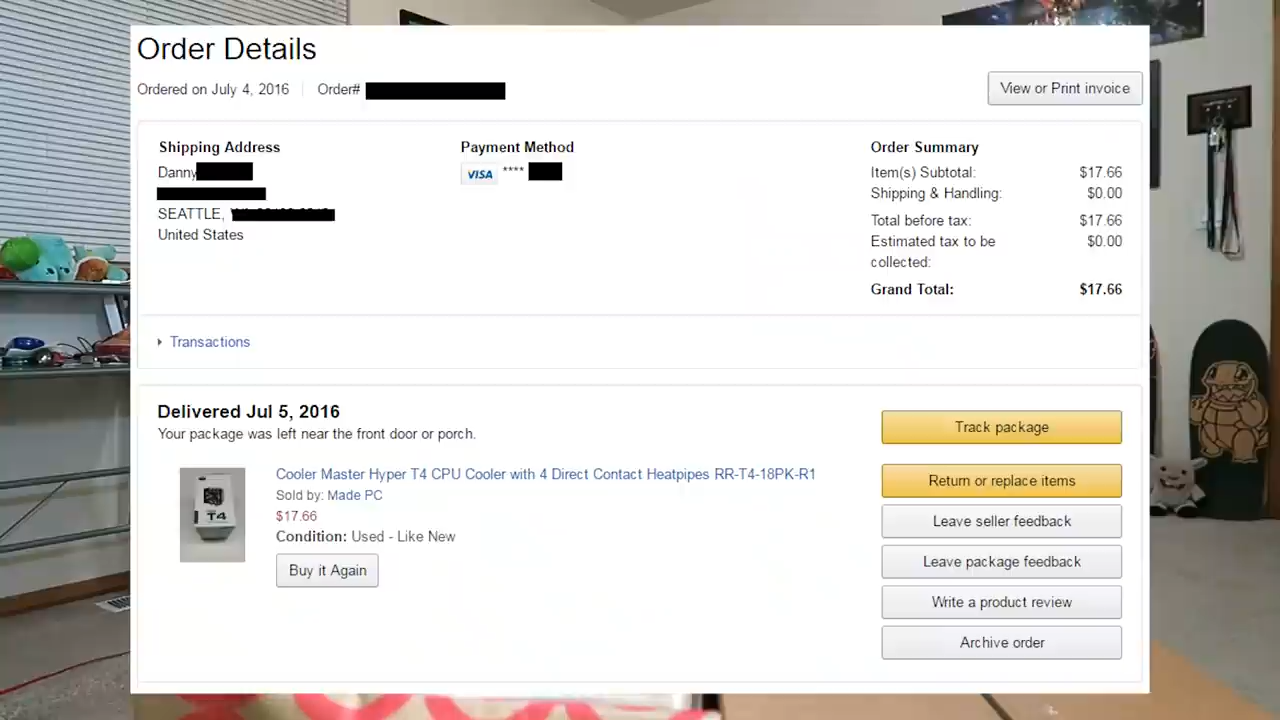 Order Details
Ordered on July 4, 2016 Order#
View or Print invoice
Shipping Address
Danny
SEATTLE,
United States
Payment Method
VISA ****
Order Summary
Item(s) Subtotal: $17.66
Shipping & Handling: $0.00
Total before tax: $17.66
Estimated tax to be
collected: $0.00
Grand Total: $17.66
Transactions
Delivered Jul 5, 2016
Your package was left near the front door or porch.
Cooler Master Hyper T4 CPU Cooler with 4 Direct Contact Heatpipes RR-T4-18PK-R1
Sold by: Made PC
$17.66
Condition: Used - Like New
Buy it Again
T4
Track package
Return or replace items
Leave seller feedback
Leave package feedback
Write a product review
Archive order